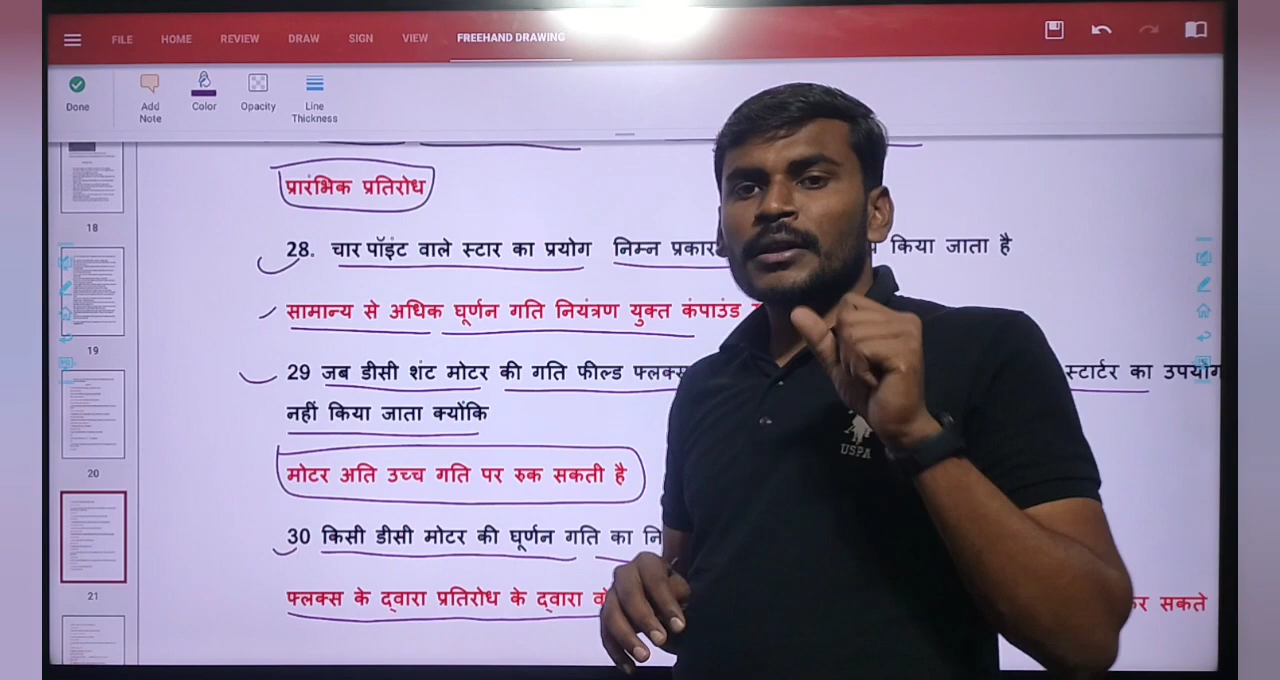 FILE HOME REVIEW DRAW SIGN VIEW FREEHAND DRAWING
Done Add Note Color Opacity Line Thickness
प्रारंभिक प्रतिरोध
18
28. चार पॉइंट वाले स्टार का प्रयोग निम्न प्रकार किया जाता है
सामान्य से अधिक घूर्णन गति नियंत्रण युक्त कंपाउंड
19
29 जब डीसी शंट मोटर की गति फील्ड फ्लक्स स्टार्टर का उपयोग
नहीं किया जाता क्योंकि
USPA
मोटर अति उच्च गति पर रुक सकती है
20
30 किसी डीसी मोटर की घूर्णन गति का
फ्लक्स के द्वारा प्रतिरोध के द्वारा सकते
21